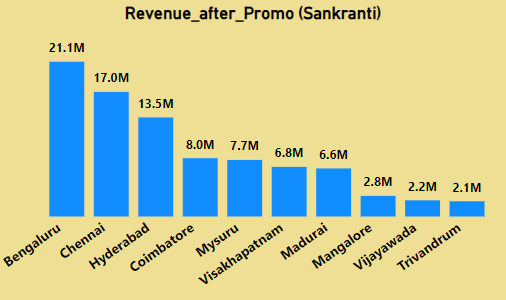 Revenue_after_Promo (Sankranti)
21.1M
17.0M
13.5M
8.0M
7.7M
6.8M
6.6M
2.8M
2.2M
2.1M
Bengaluru
Chennai
Hyderabad
Coimbatore
Mysuru
Visakhapatnam
Madurai
Mangalore
Vijayawada
Trivandrum